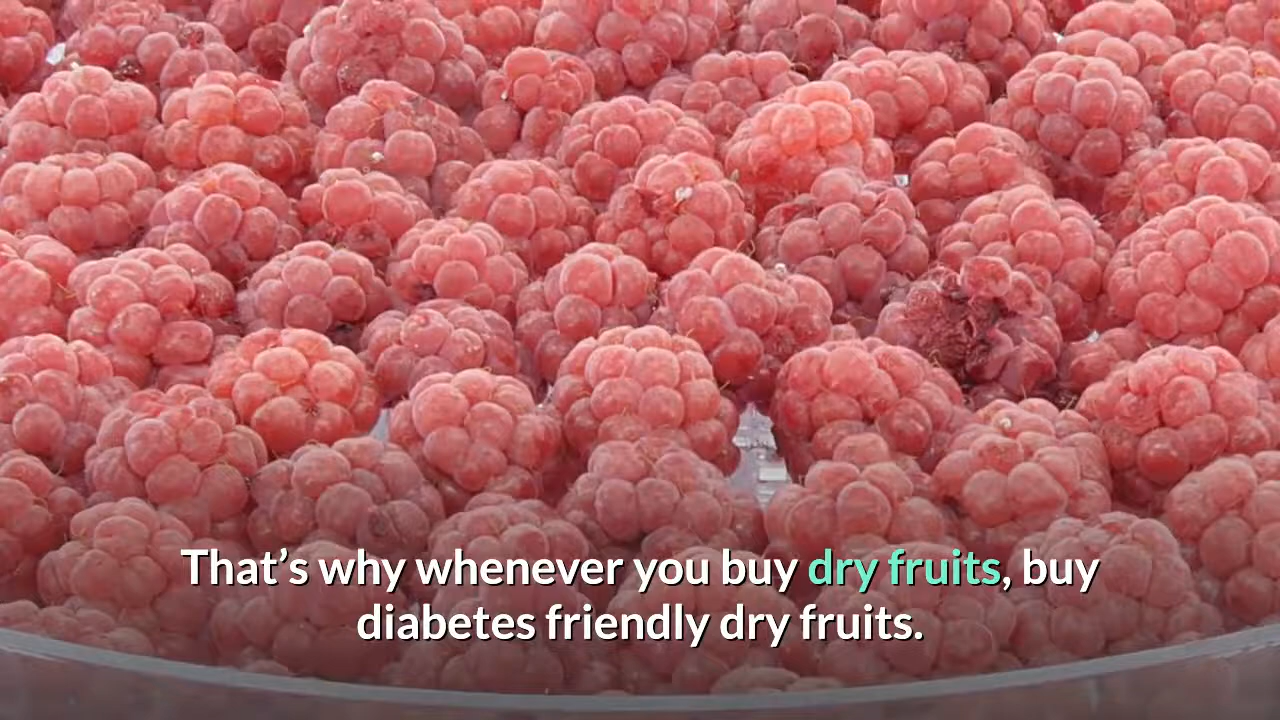 That’s why whenever you buy dry fruits, buy
diabetes friendly dry fruits.